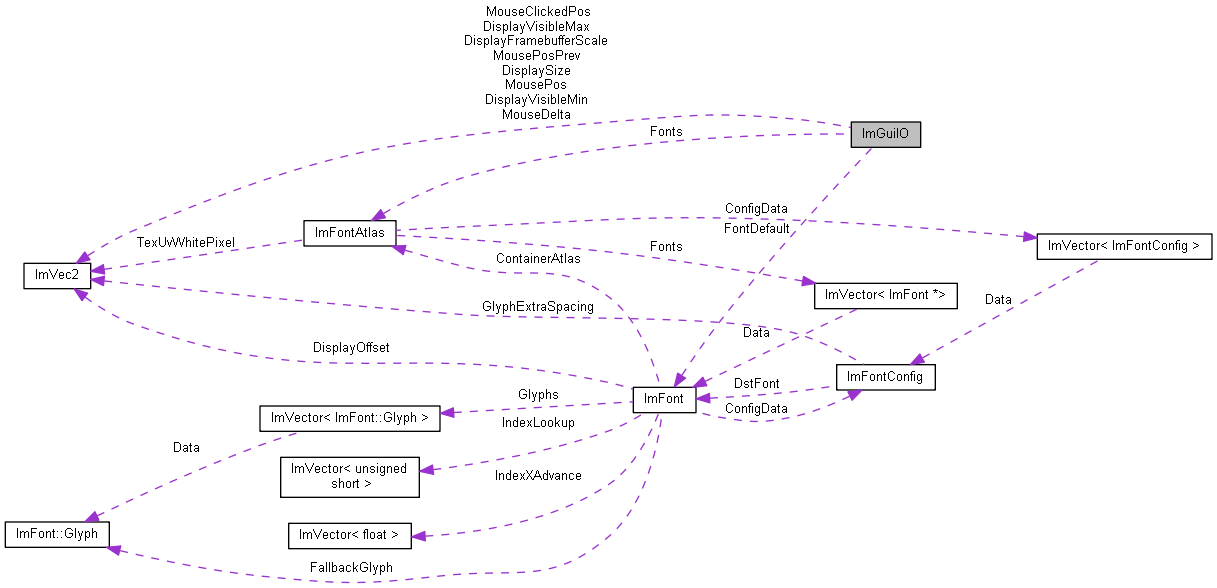 MouseClickedPos
DisplayVisibleMax
DisplayFramebufferScale
MousePosPrev
DisplaySize
MousePos
DisplayVisibleMin
MouseDelta
Fonts
ImGuiIO
ConfigData
FontDefault
ImFontAtlas
TexUvWhitePixel
Fonts
ImVector< ImFontConfig >
ContainerAtlas
ImVec2
ImVector< ImFont *>
Data
GlyphExtraSpacing
Data
DisplayOffset
ImFontConfig
DstFont
ImFont
Glyphs
ConfigData
ImVector< ImFont::Glyph >
IndexLookup
Data
ImVector< unsigned
short >
IndexXAdvance
ImFont::Glyph
ImVector< float >
FallbackGlyph